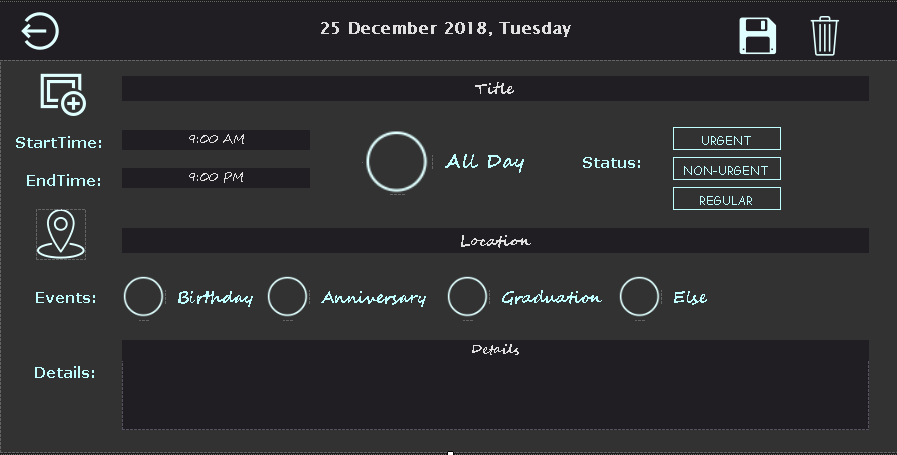 25 December 2018, Tuesday
Title
StartTime: 9:00 AM
All Day
Status:
URGENT
NON-URGENT
REGULAR
EndTime: 9:00 PM
Location
Events: Birthday Anniversary Graduation Else
Details
Details: